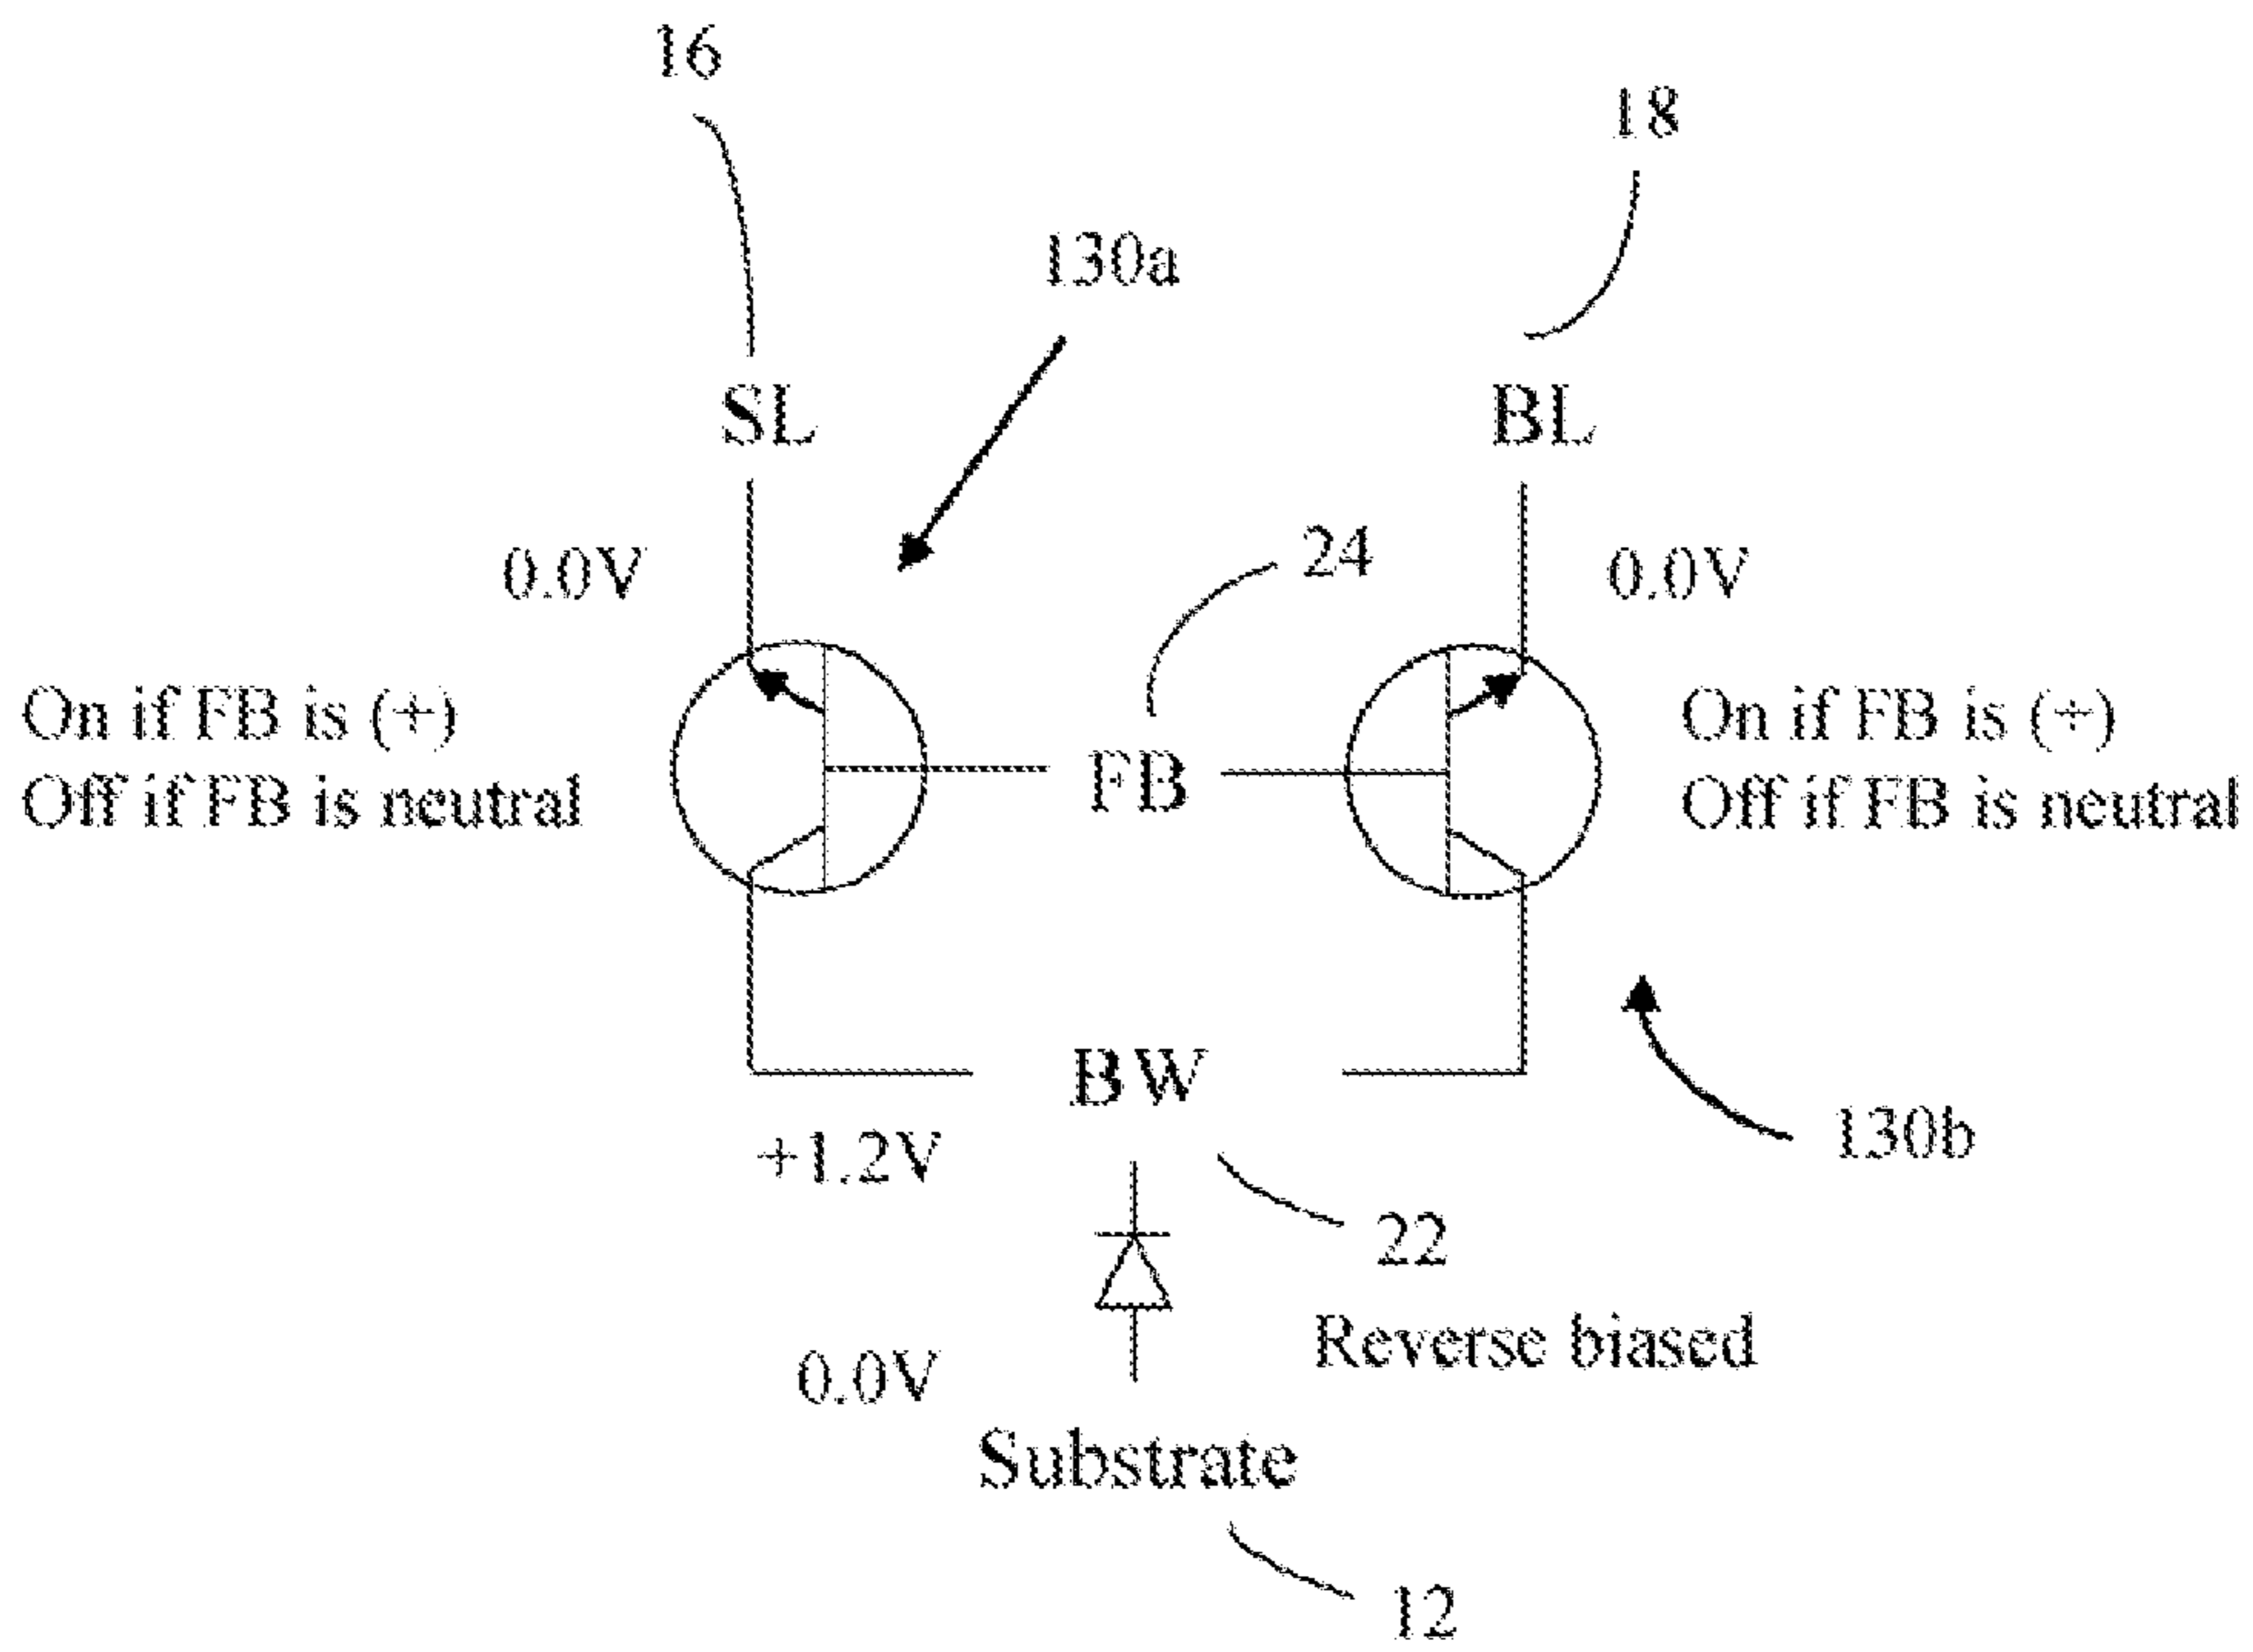 16
18
130a
SL
BL
0.0V
24
0.0V
On if FB is (+)
Off if FB is neutral
FB
On if FB is (+)
Off if FB is neutral
BW
+1.2V
130b
22
Reverse biased
0.0V
Substrate
12